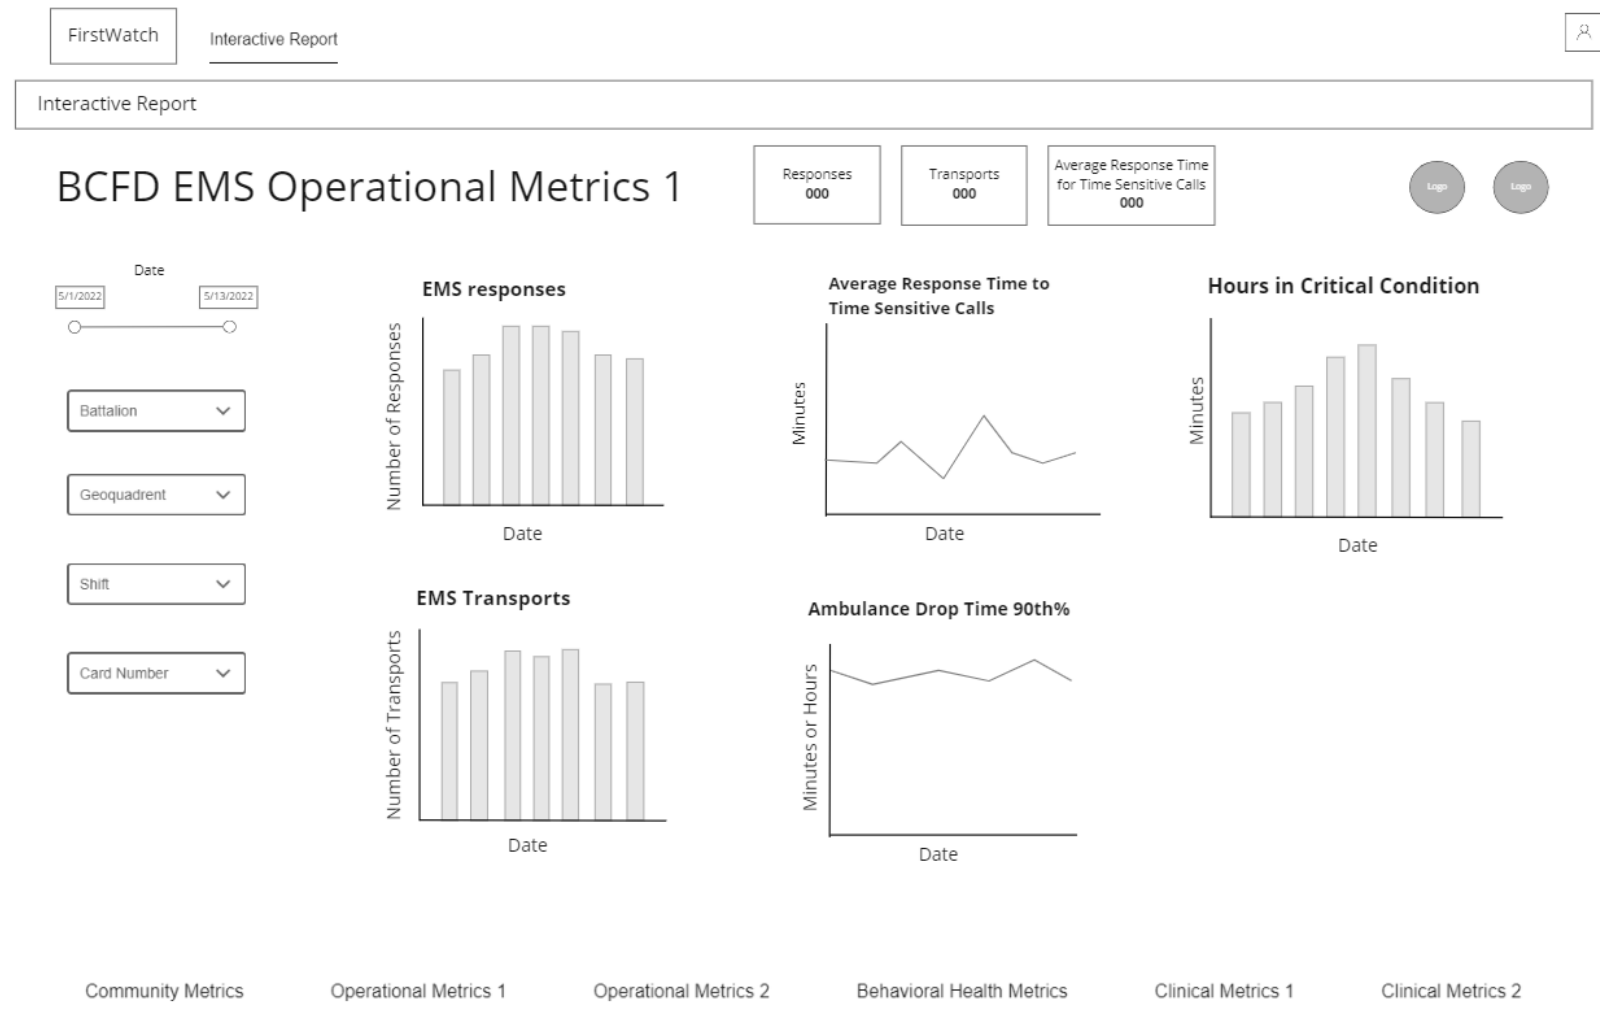 FirstWatch
Interactive Report
Interactive Report
BCFD EMS Operational Metrics 1
Responses
000
Transports
000
Average Response Time
for Time Sensitive Calls
000
Logo
Logo
Date
5/1/2022
5/13/2022
Battalion
Geoquadrent
Shift
Card Number
EMS responses
Number of Responses
Date
Average Response Time to
Time Sensitive Calls
Minutes
Date
Hours in Critical Condition
Minutes
Date
EMS Transports
Number of Transports
Date
Ambulance Drop Time 90th%
Minutes or Hours
Date
Community Metrics
Operational Metrics 1
Operational Metrics 2
Behavioral Health Metrics
Clinical Metrics 1
Clinical Metrics 2